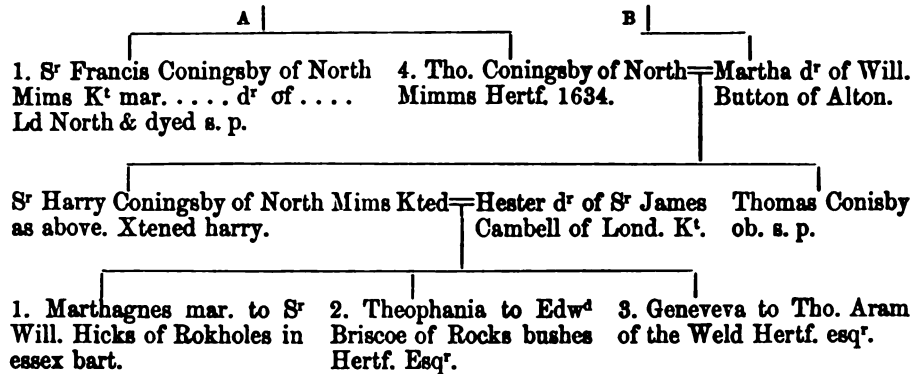 A B
1. Sʳ Francis Coningsby of North
Mims Kᵗ mar. . . . . . dʳ of . . . .
Ld North & dyed s. p.
4. Tho. Coningsby of North
Mimms Hertf. 1634.
Martha dʳ of Will.
Button of Alton.
Sʳ Harry Coningsby of North Mims Kted
as above. Xtened harry.
Hester dʳ of Sʳ James
Cambell of Lond. Kᵗ.
Thomas Conisby
ob. s. p.
1. Marthagnes mar. to Sʳ
Will. Hicks of Rokholes in
essex bart.
2. Theophania to Edwᵈ
Briscoe of Rocks bushes
Hertf. Esqʳ.
3. Geneveva to Tho. Aram
of the Weld Hertf. esqʳ.